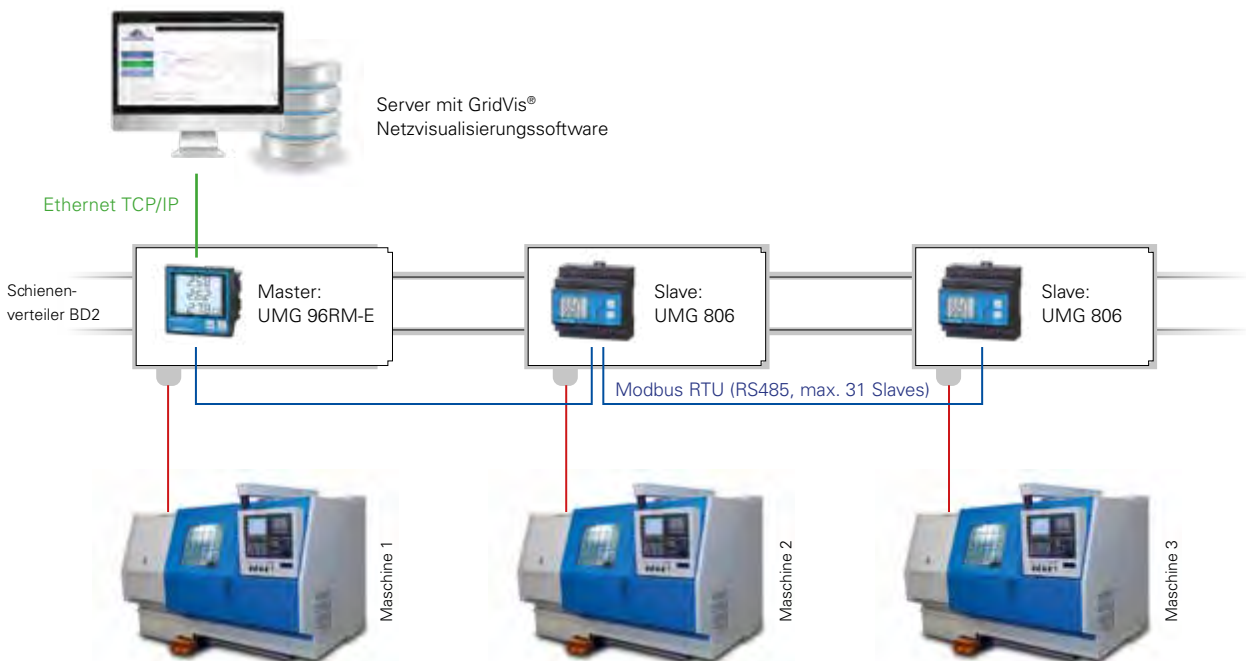 Server mit GridVis®
Netzvisualisierungssoftware
Ethernet TCP/IP
Schienen-
verteiler BD2
Master:
UMG 96RM-E
Slave:
UMG 806
Slave:
UMG 806
Modbus RTU (RS485, max. 31 Slaves)
Maschine 1
Maschine 2
Maschine 3